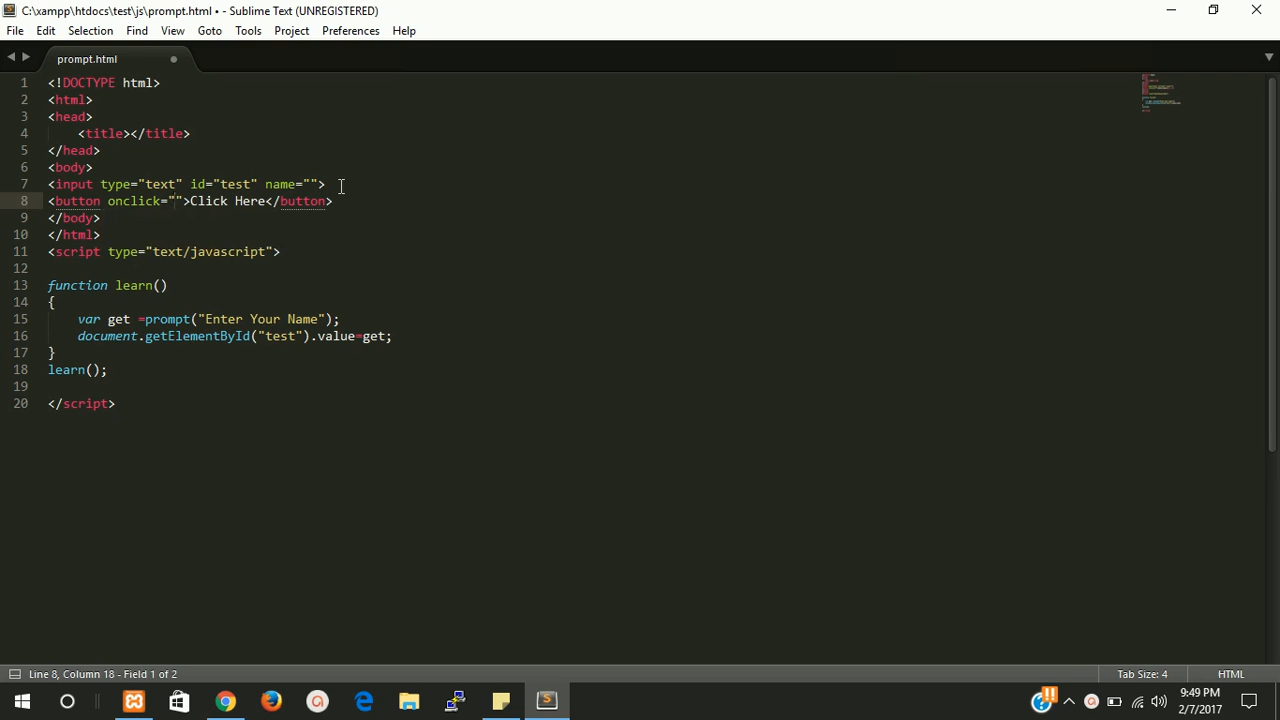 C:\xampp\htdocs\test\js\prompt.html • - Sublime Text (UNREGISTERED)
File Edit Selection Find View Goto Tools Project Preferences Help
prompt.html
1 <!DOCTYPE html>
2 <html>
3 <head>
4 <title></title>
5 </head>
6 <body>
7 <input type="text" id="test" name="">
8 <button onclick="">Click Here</button>
9 </body>
10 </html>
11 <script type="text/javascript">
12
13 function learn()
14 {
15 var get =prompt("Enter Your Name");
16 document.getElementById("test").value=get;
17 }
18 learn();
19
20 </script>
Line 8, Column 18 - Field 1 of 2 Tab Size: 4 HTML
9:49 PM
2/7/2017